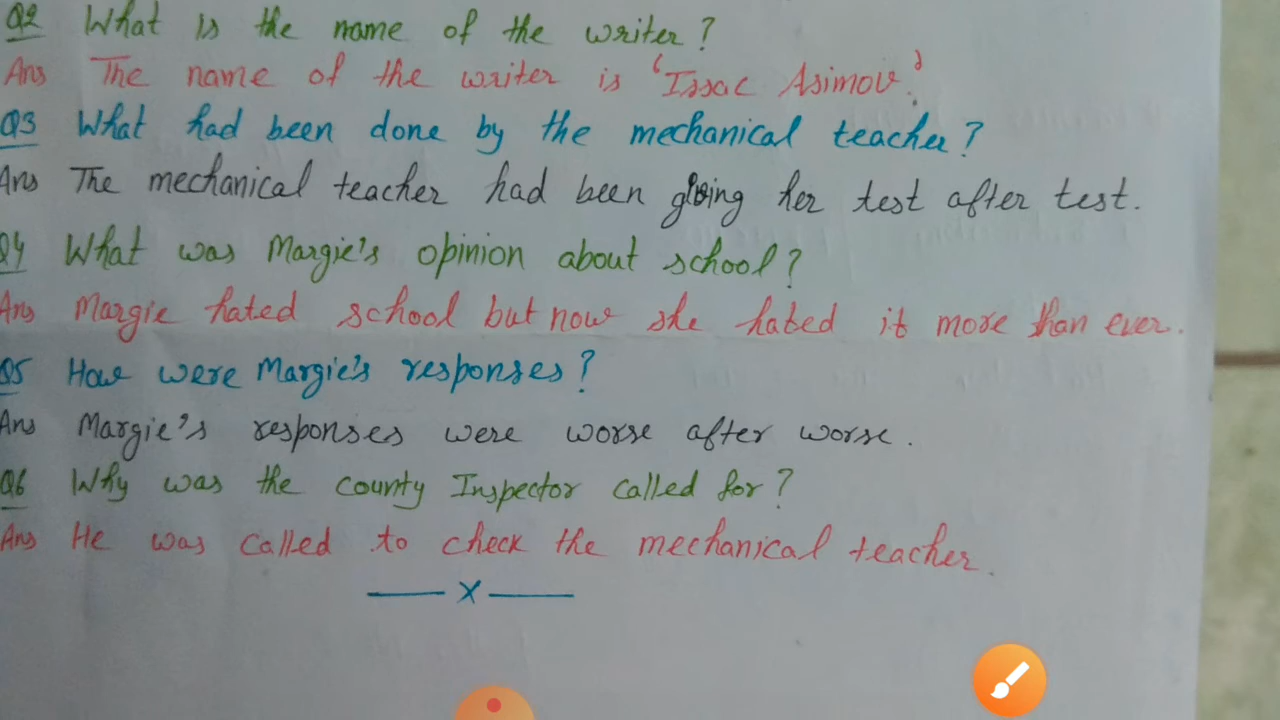 Q2 What is the name of the writer?
Ans The name of the writer is 'Issac Asimov'.
Q3 What had been done by the mechanical teacher?
Ans The mechanical teacher had been giving her test after test.
Q4 What was Margie's opinion about school?
Ans Margie hated school but now she hated it more than ever.
Q5 How were Margie's responses?
Ans Margie's responses were worse after worse.
Q6 Why was the county Inspector called for?
Ans He was called to check the mechanical teacher.
— x —